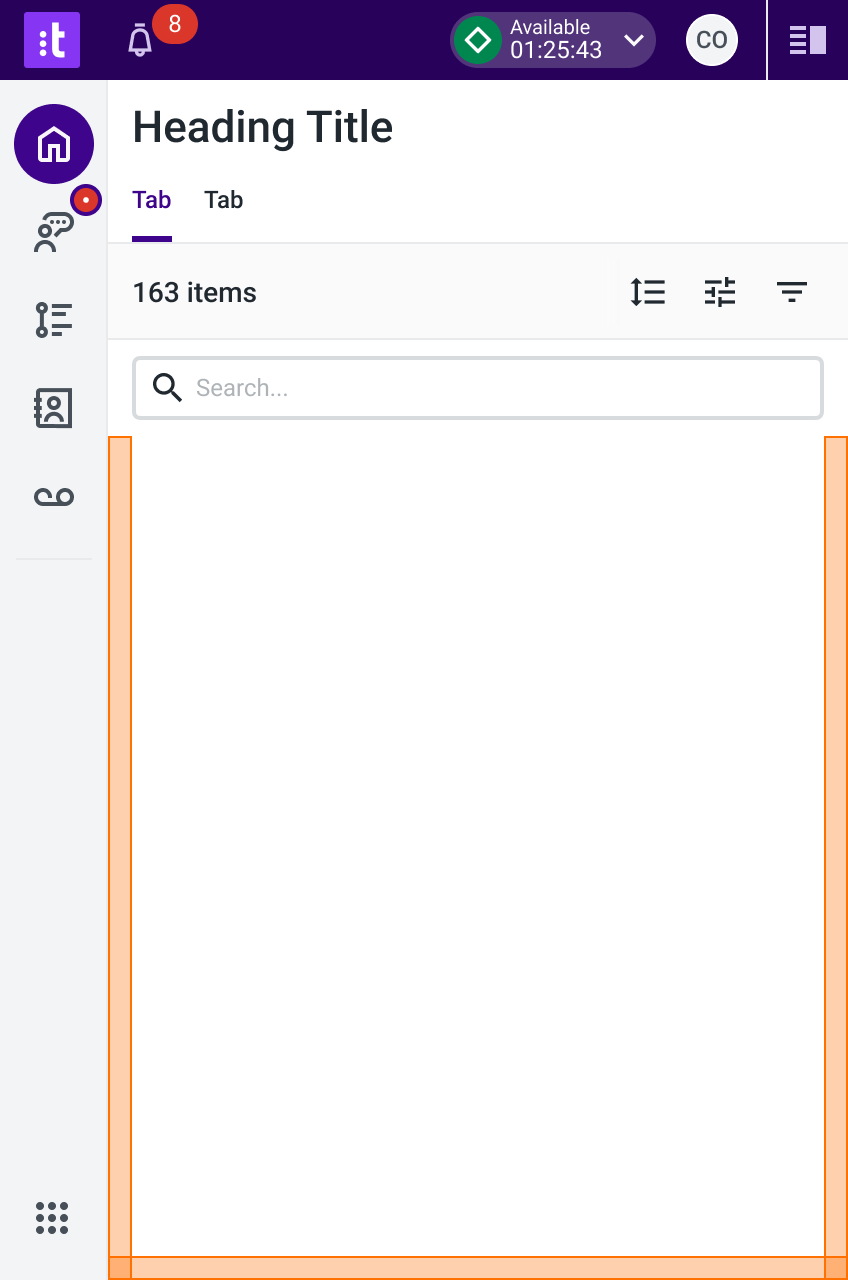 :t
8
Available
01:25:43
CO
Heading Title
Tab Tab
163 items
Search...